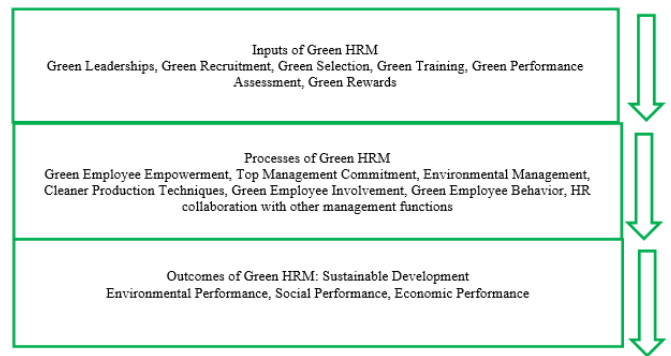 Inputs of Green HRM
Green Leaderships, Green Recruitment, Green Selection, Green Training, Green Performance
Assessment, Green Rewards
Processes of Green HRM
Green Employee Empowerment, Top Management Commitment, Environmental Management,
Cleaner Production Techniques, Green Employee Involvement, Green Employee Behavior, HR
collaboration with other management functions
Outcomes of Green HRM: Sustainable Development
Environmental Performance, Social Performance, Economic Performance